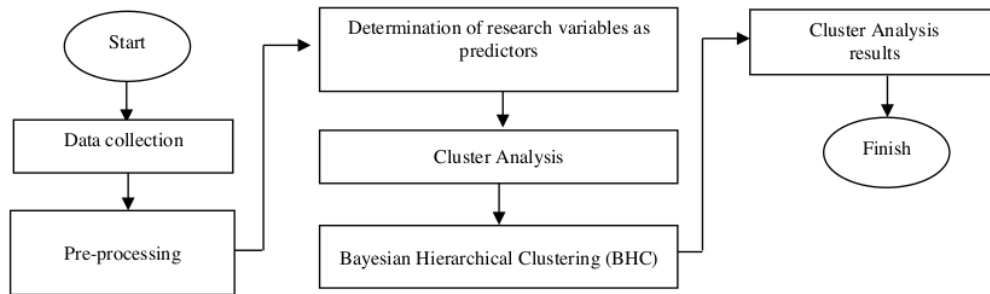 Start
Data collection
Pre-processing
Determination of research variables as
predictors
Cluster Analysis
Bayesian Hierarchical Clustering (BHC)
Cluster Analysis
results
Finish